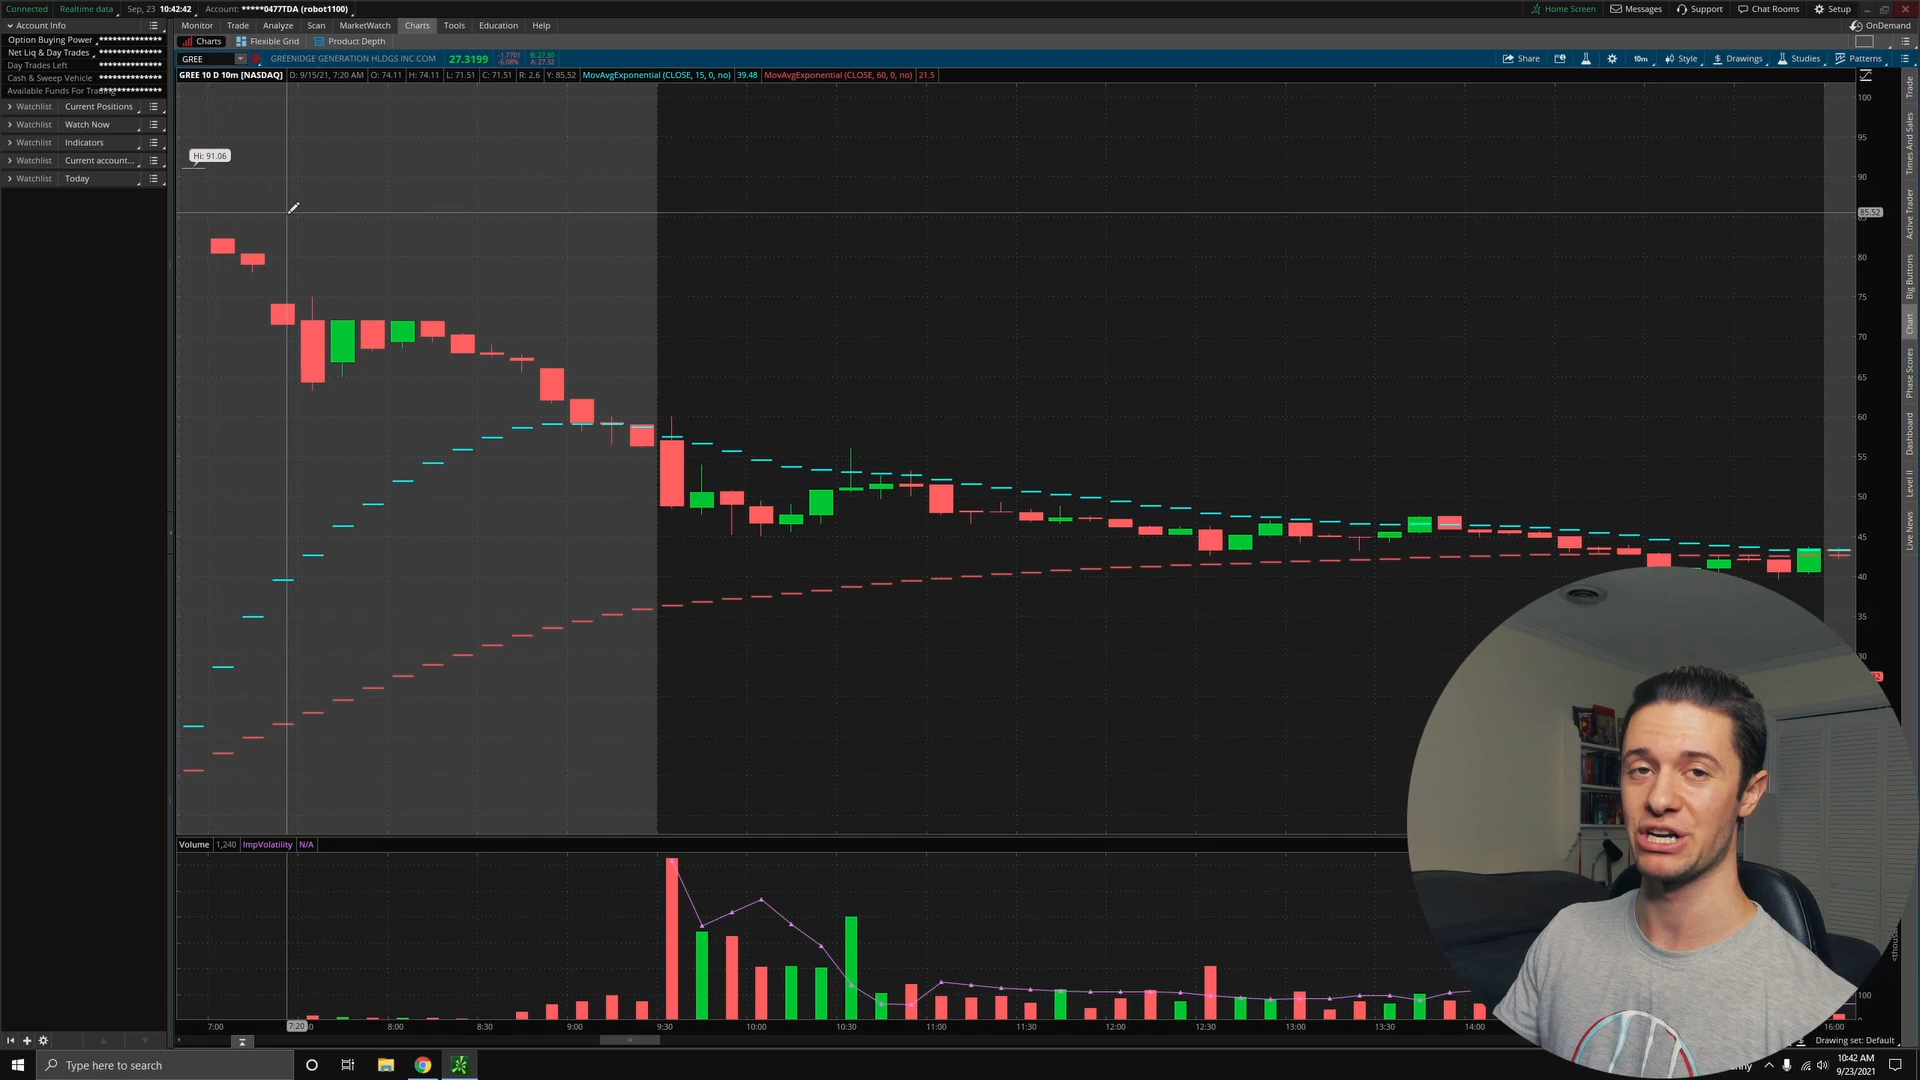 Connected Realtime data Sep, 23 10:42:42 Account: *****0477TDA (robot1100) Home Screen Messages Support Chat Rooms Setup
Account Info Monitor Trade Analyze Scan MarketWatch Charts Tools Education Help OnDemand
Option Buying Power **************
Charts Flexible Grid Product Depth
Net Liq & Day Trades **************
GREE GREENIDGE GENERATION HLDGS INC COM 27.3199 -1.7701 -6.08% B: 27.30 A: 27.32 Share 10m Style Drawings Studies Patterns
Day Trades Left **************
Cash & Sweep Vehicle **************
Available Funds For Trading **************
GREE 10 D 10m [NASDAQ] D: 9/15/21, 7:20 AM O: 74.11 H: 74.11 L: 71.51 C: 71.51 R: 2.6 Y: 85.52 MovAvgExponential (CLOSE, 15, 0, no) 39.48 MovAvgExponential (CLOSE, 60, 0, no) 21.5
Watchlist Current Positions
Watchlist Watch Now
Watchlist Indicators
Watchlist Current account...
Watchlist Today
Hi: 91.06
100
95
90
85.52
85
80
75
70
65
60
55
50
45
40
35
30
Trade
Times And Sales
Active Trader
Big Buttons
Chart
Phase Scores
Dashboard
Level II
Live News
Volume 1,240 ImpVolatility N/A
100
7:00 7:20 8:00 8:30 9:00 9:30 10:00 10:30 11:00 11:30 12:00 12:30 13:00 13:30 14:00 16:00
Drawing set: Default
Type here to search
10:42 AM
9/23/2021